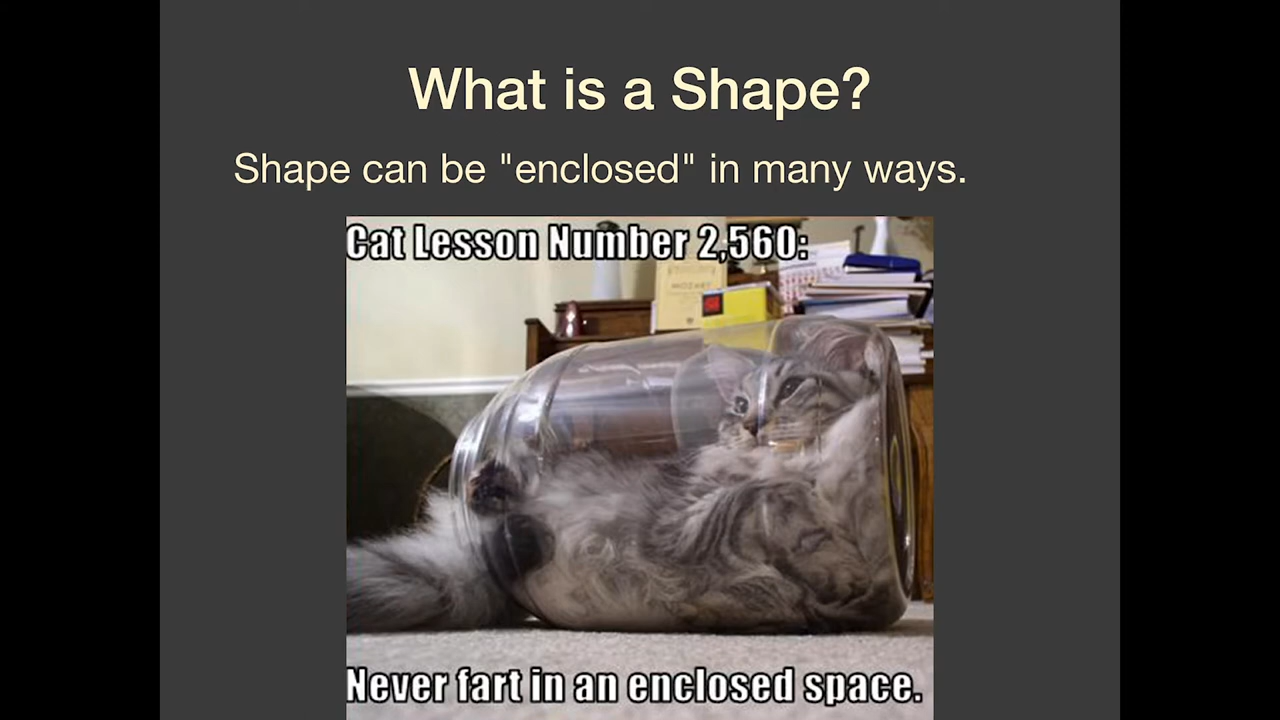 What is a Shape?
Shape can be "enclosed" in many ways.
Cat Lesson Number 2,560:
MOZART
Never fart in an enclosed space.